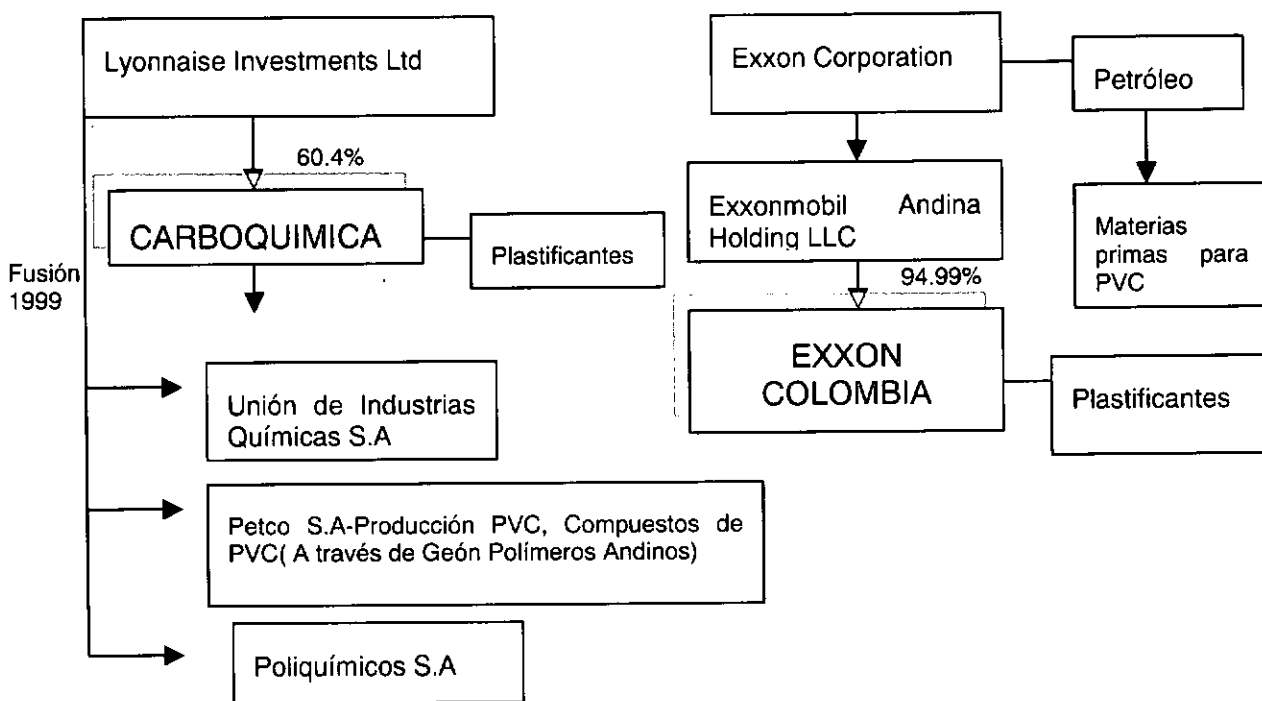 Lyonnaise Investments Ltd
60.4%
CARBOQUIMICA
Plastificantes
Fusión
1999
Unión de Industrias
Químicas S.A
Petco S.A-Producción PVC, Compuestos de
PVC( A través de Geón Polímeros Andinos)
Poliquímicos S.A
Exxon Corporation
Petróleo
Exxonmobil Andina
Holding LLC
Materias
primas para
PVC
94.99%
EXXON
COLOMBIA
Plastificantes